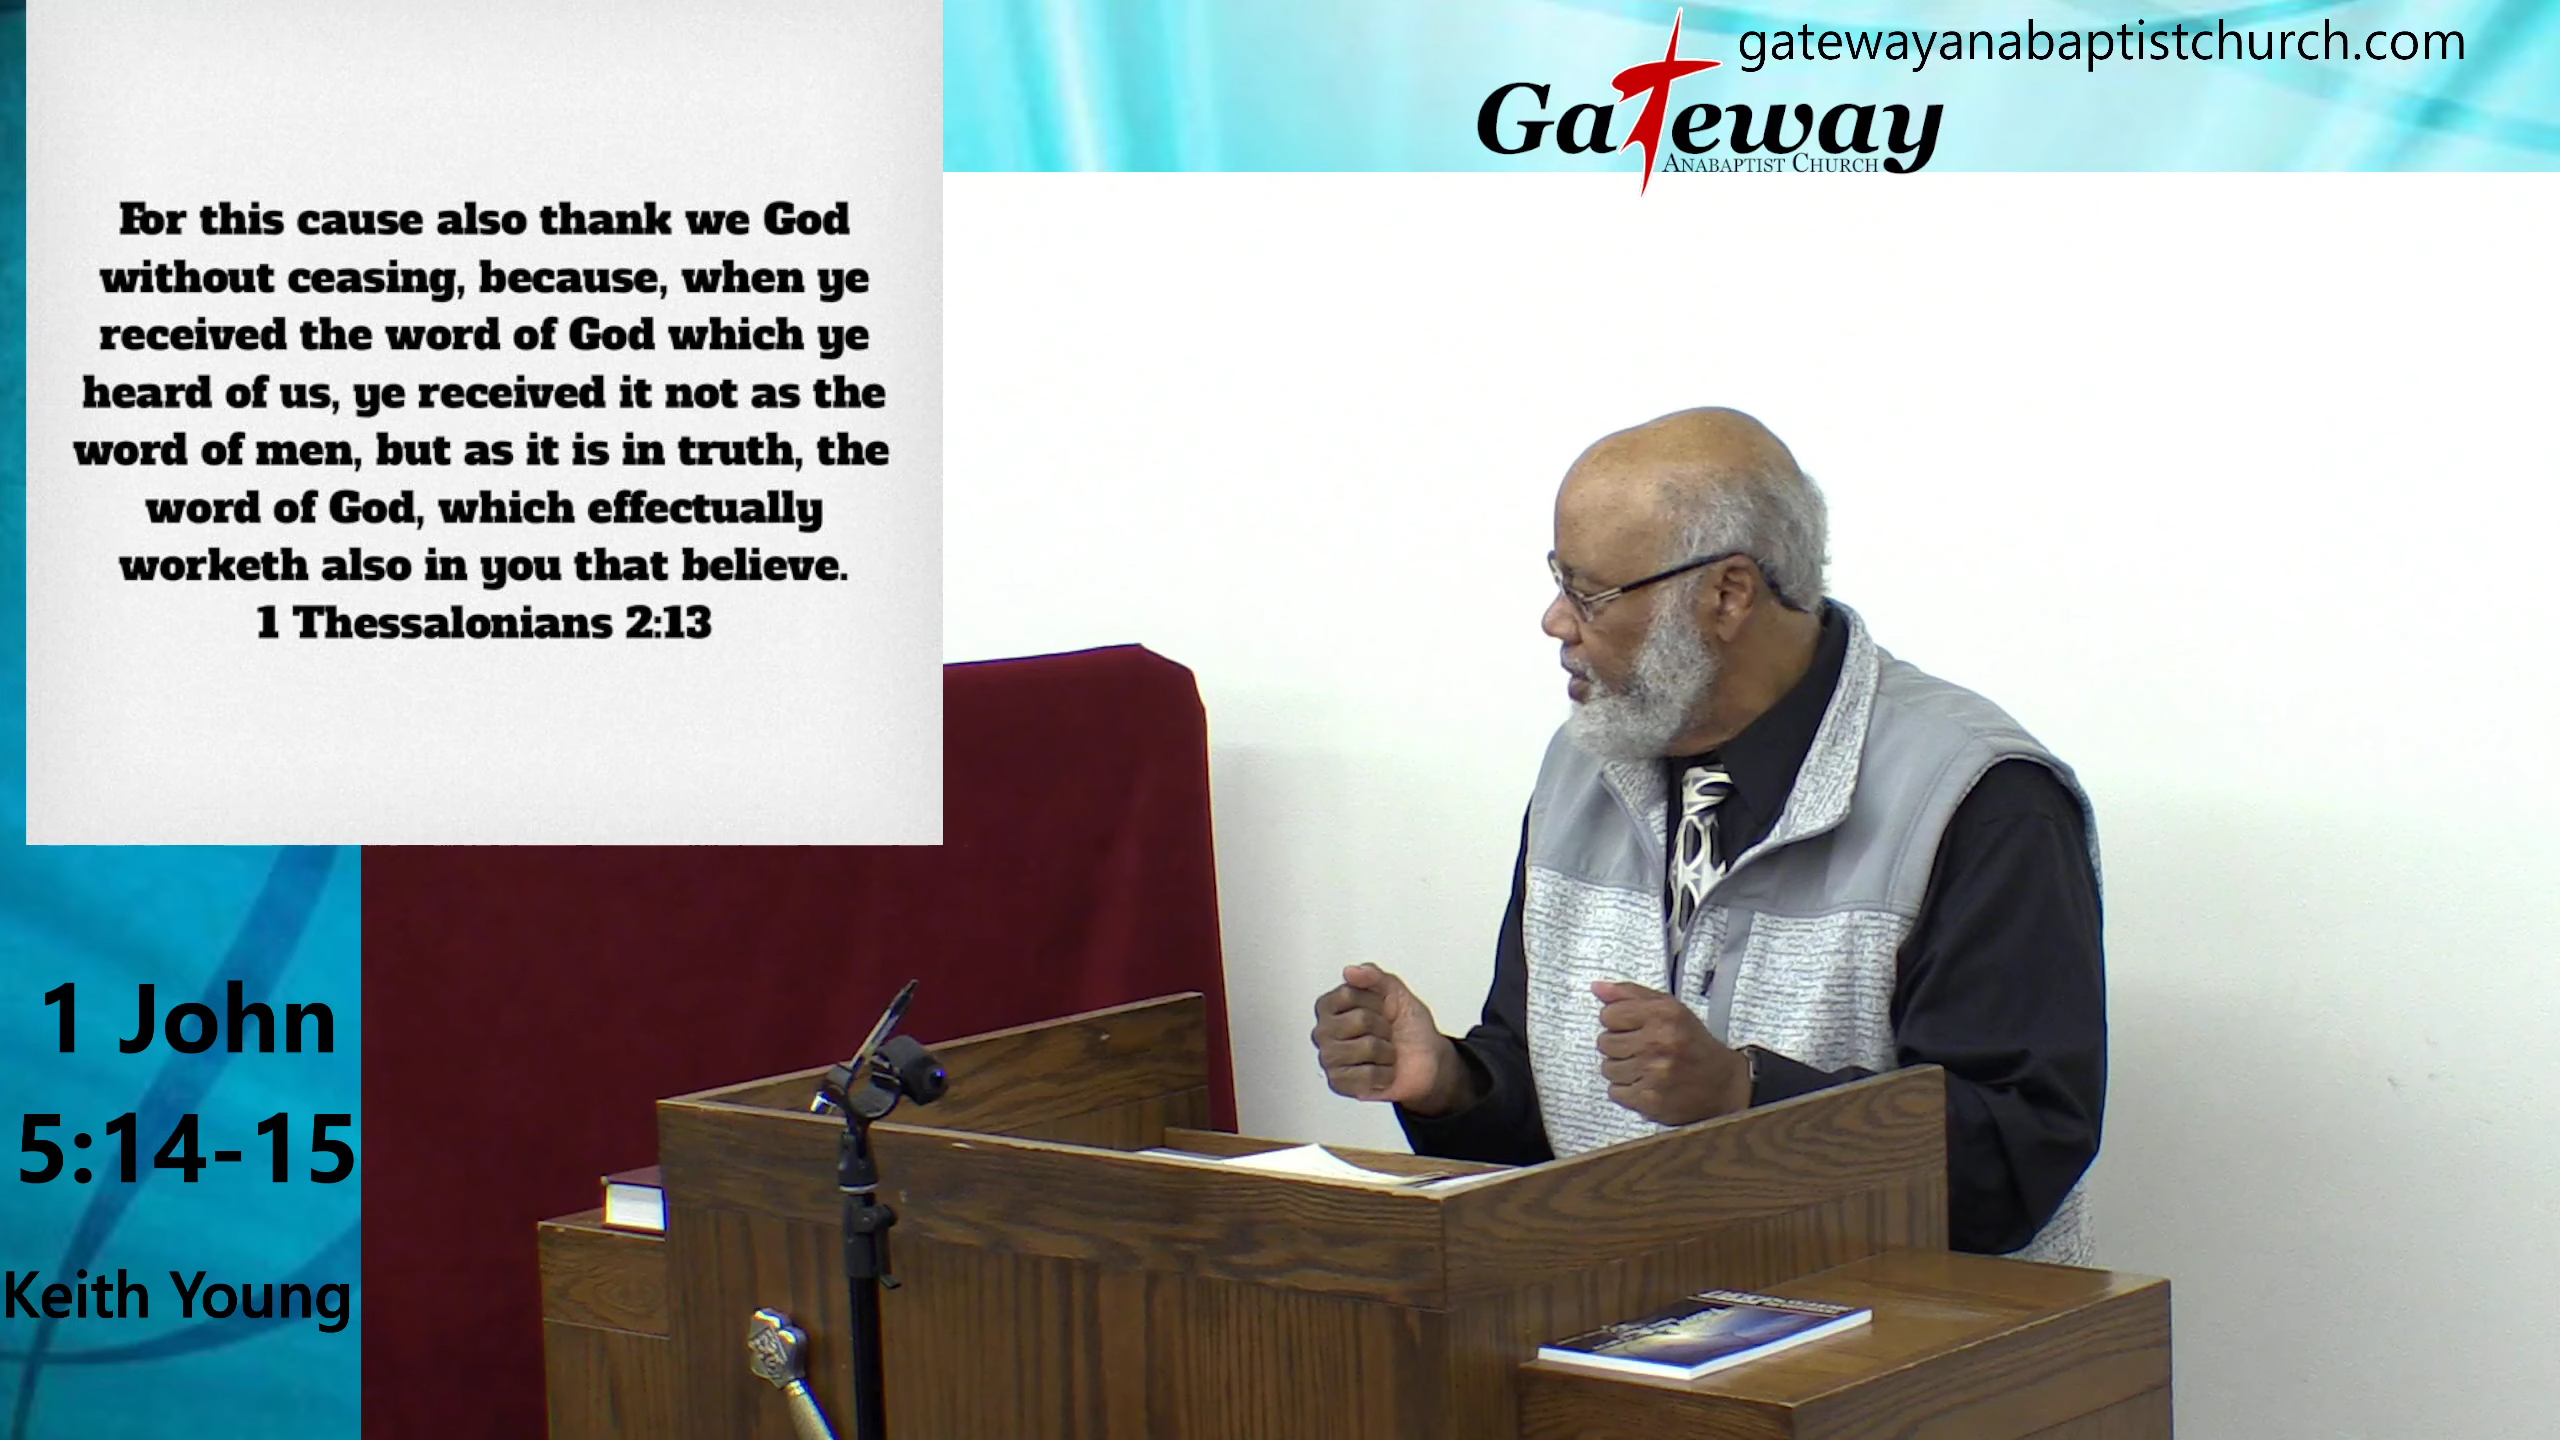 For this cause also thank we God
without ceasing, because, when ye
received the word of God which ye
heard of us, ye received it not as the
word of men, but as it is in truth, the
word of God, which effectually
worketh also in you that believe.
1 Thessalonians 2:13
gatewayanabaptistchurch.com
Gateway
ANABAPTIST CHURCH
1 John
5:14-15
Keith Young